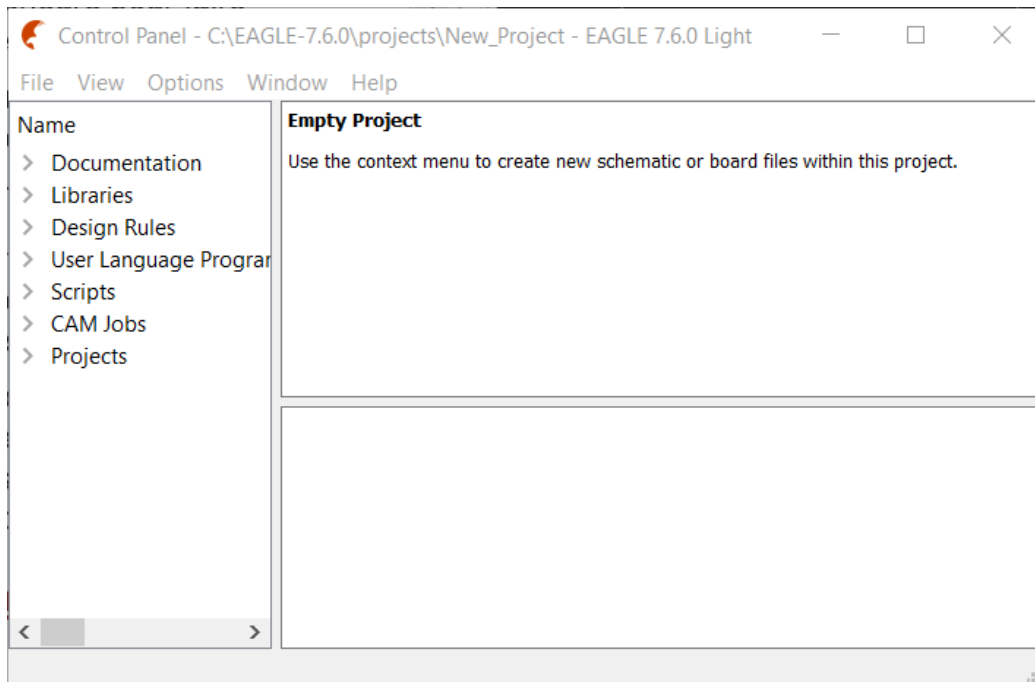 Control Panel - C:\EAGLE-7.6.0\projects\New_Project - EAGLE 7.6.0 Light
File View Options Window Help
Name
Documentation
Libraries
Design Rules
User Language Progra
Scripts
CAM Jobs
Projects
Empty Project
Use the context menu to create new schematic or board files within this project.